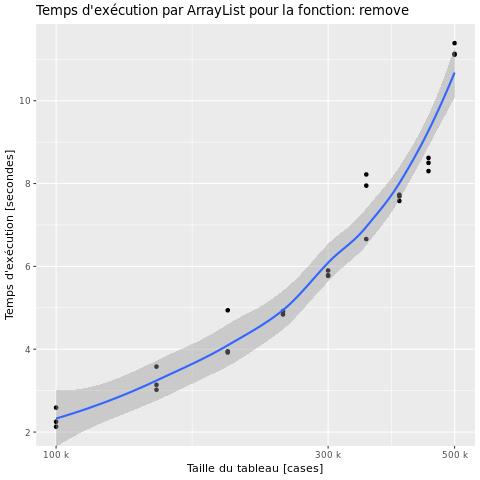 Temps d'exécution par ArrayList pour la fonction: remove
Temps d'exécution [secondes]
10
8
6
4
2
100 k
300 k
500 k
Taille du tableau [cases]